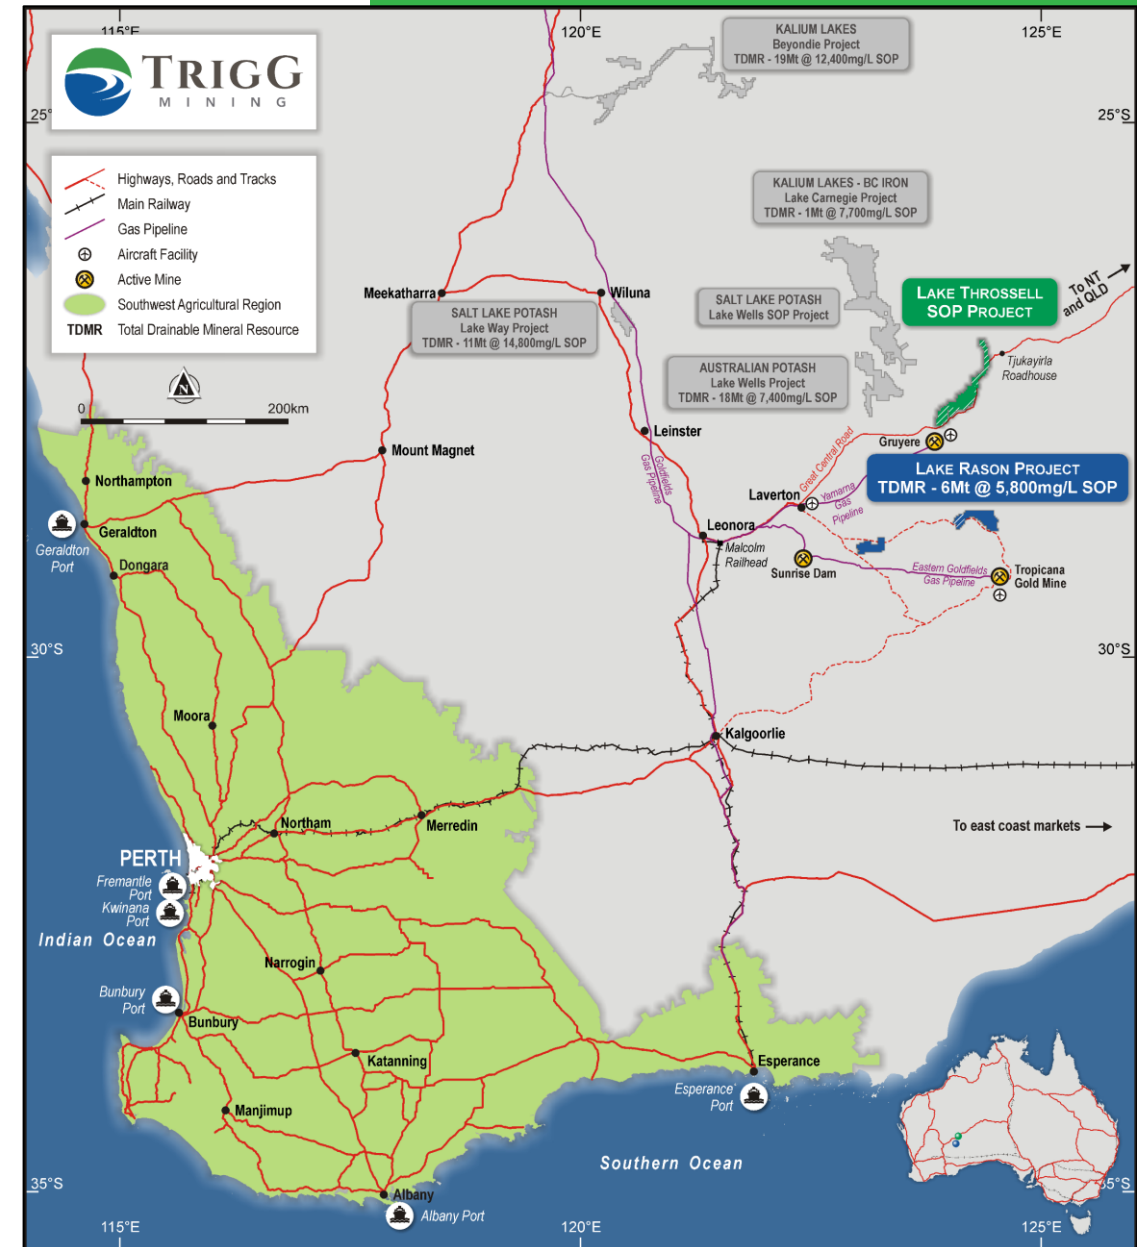 115°E
120°E
125°E
TRIGG
MINING
KALIUM LAKES
Beyondie Project
TDMR - 19Mt @ 12,400mg/L SOP
25°
25°S
Highways, Roads and Tracks
Main Railway
Gas Pipeline
Aircraft Facility
Active Mine
Southwest Agricultural Region
TDMR Total Drainable Mineral Resource
KALIUM LAKES - BC IRON
Lake Carnegie Project
TDMR - 1Mt @ 7,700mg/L SOP
Meekatharra
Wiluna
SALT LAKE POTASH
Lake Way Project
TDMR - 11Mt @ 14,800mg/L SOP
SALT LAKE POTASH
Lake Wells SOP Project
LAKE THROSSELL
SOP PROJECT
To NT
and QLD
AUSTRALIAN POTASH
Lake Wells Project
TDMR - 18Mt @ 7,400mg/L SOP
Tjukayirla
Roadhouse
N
0
200km
Leinster
Mount Magnet
Goldfields
Gas Pipeline
Great Central Road
Gruyere
LAKE RASON PROJECT
TDMR - 6Mt @ 5,800mg/L SOP
Northampton
Geraldton
Geraldton
Port
Dongara
Laverton
Yamarna
Gas
Pipeline
Leonora
Malcolm
Railhead
Sunrise Dam
Eastern Goldfields
Gas Pipeline
Tropicana
Gold Mine
30°S
30°S
Moora
Kalgoorlie
Northam
Merredin
To east coast markets
PERTH
Fremantle
Port
Kwinana
Port
Indian Ocean
Narrogin
Bunbury
Port
Bunbury
Katanning
Esperance
Esperance
Port
Manjimup
Southern Ocean
35°S
35°S
Albany
Albany Port
115°E
120°E
125°E